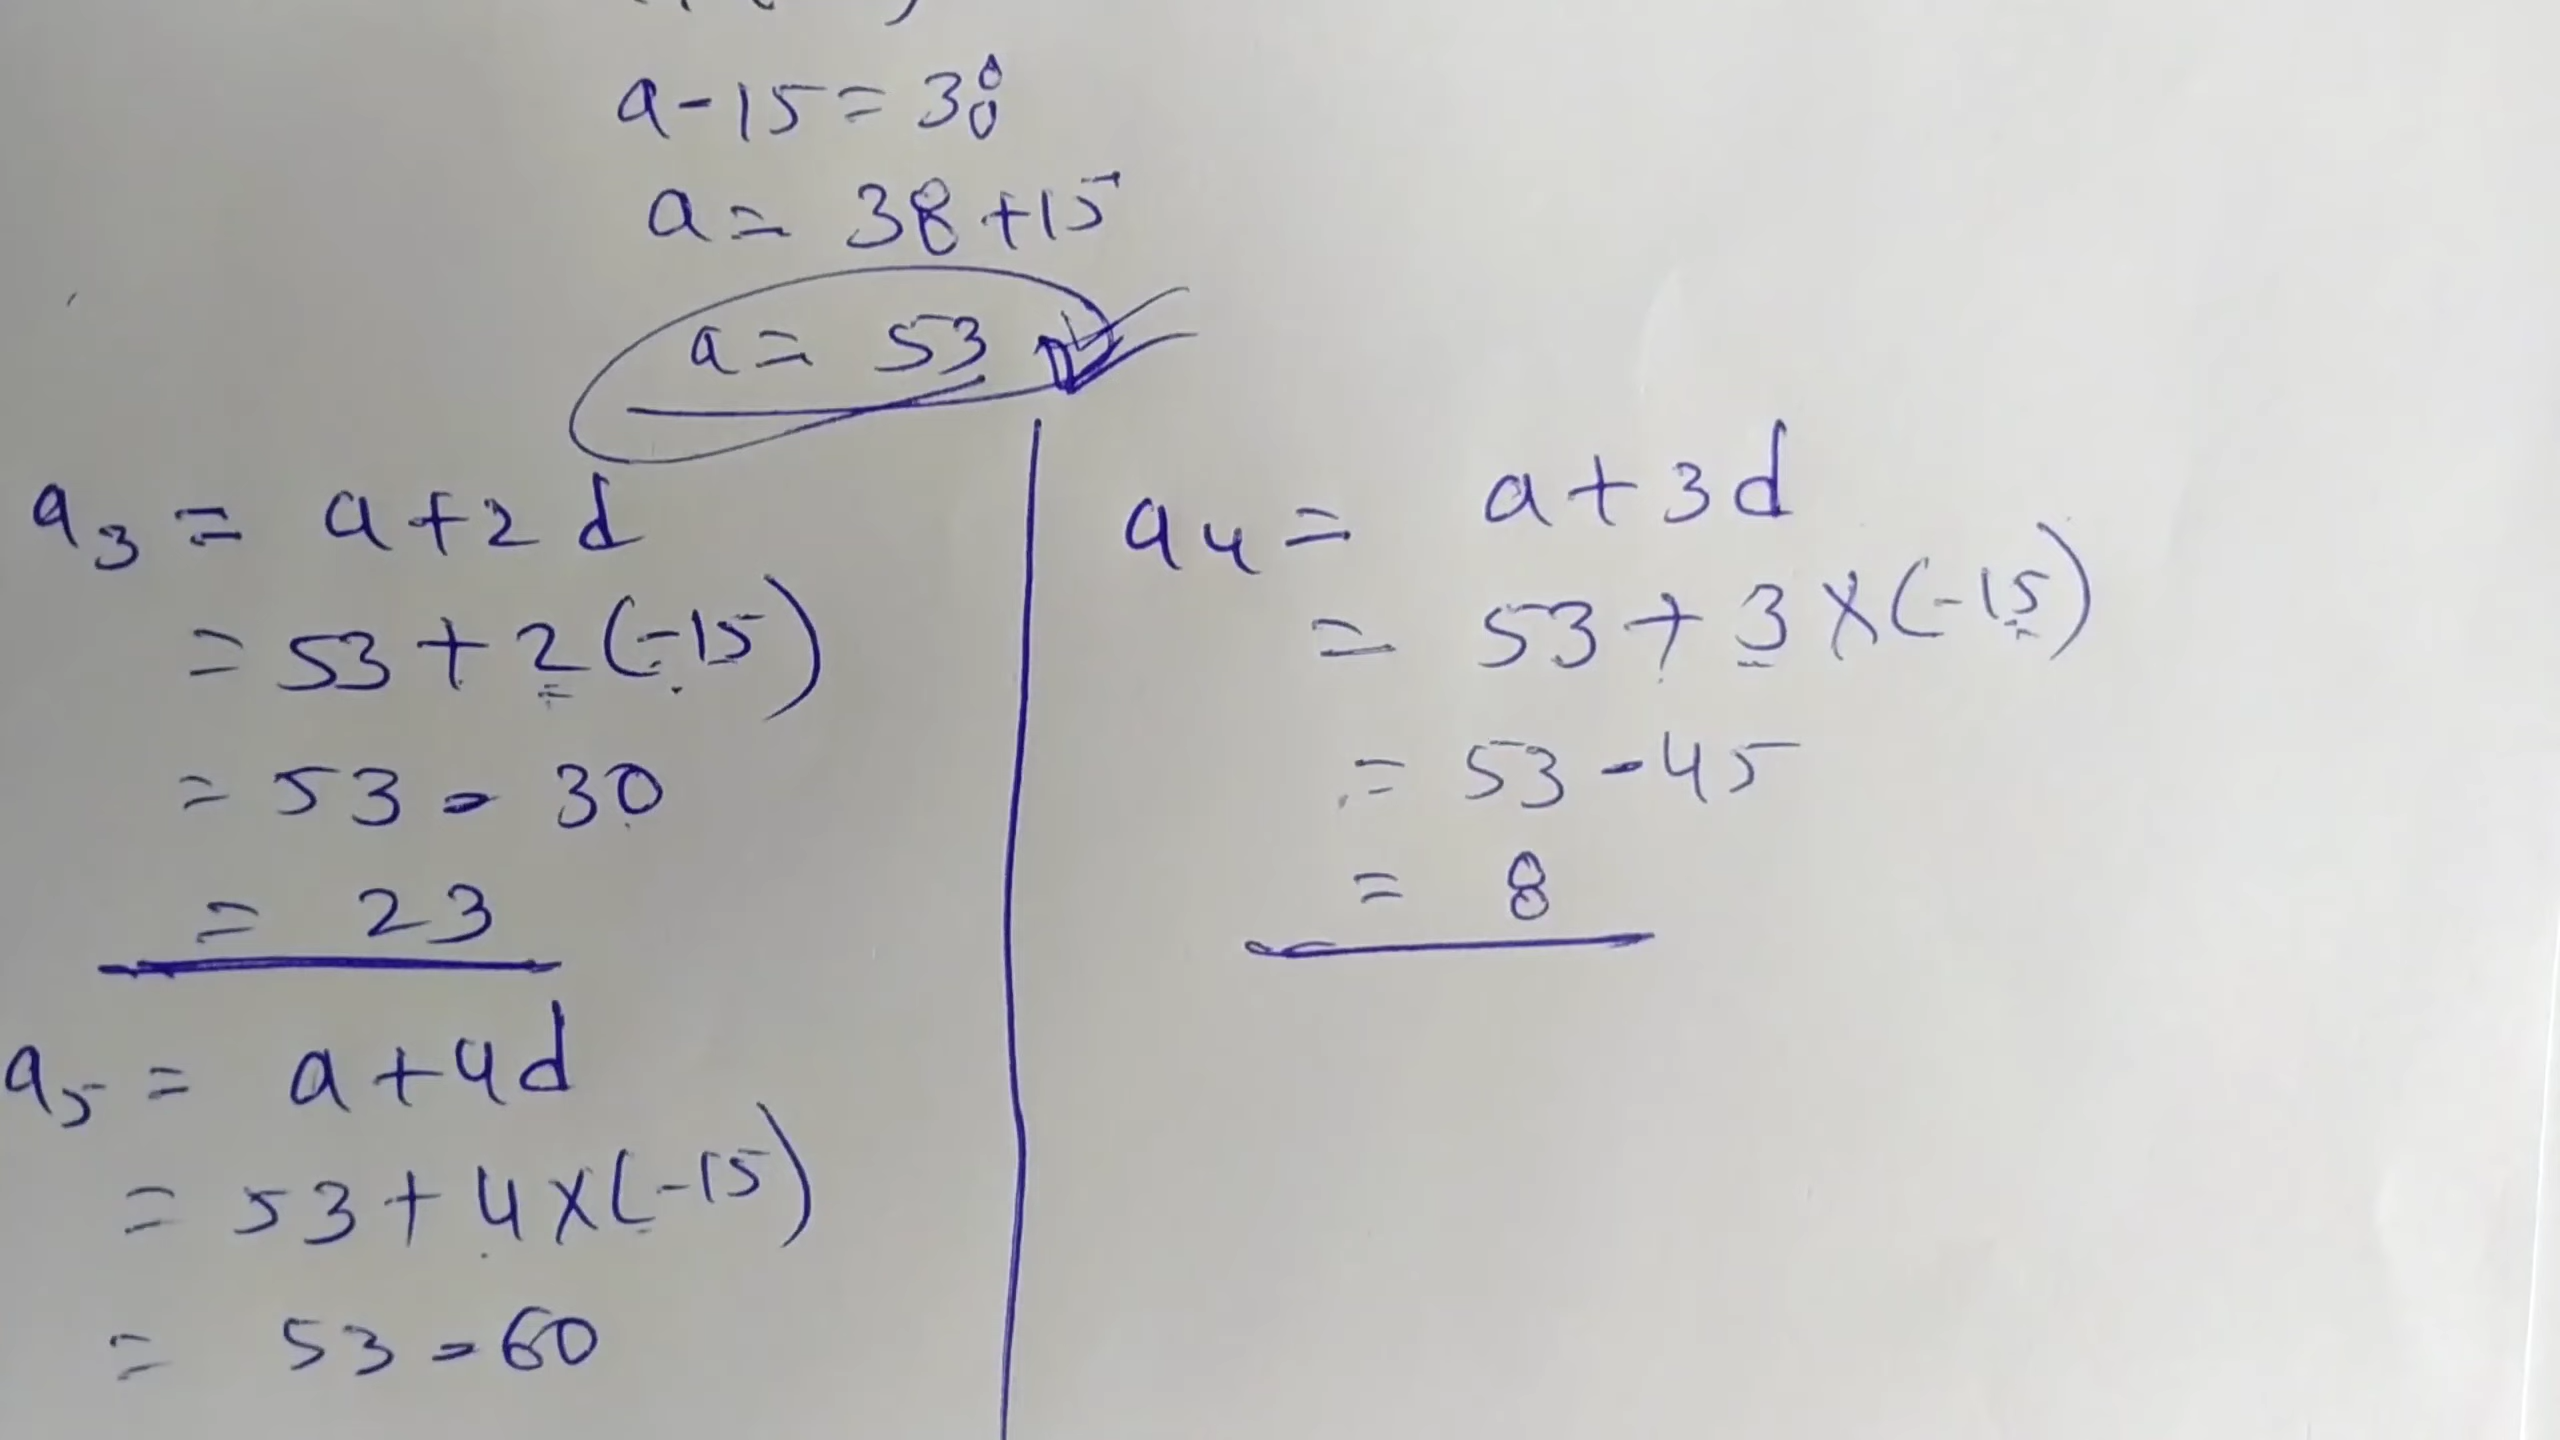 a-15=38
a= 38+15
a= 53
a3 = a+2d
= 53+2(-15)
= 53-30
= 23
a5 = a+4d
= 53+4×(-15)
= 53-60
a4= a+3d
= 53+3×(-15)
= 53-45
= 8